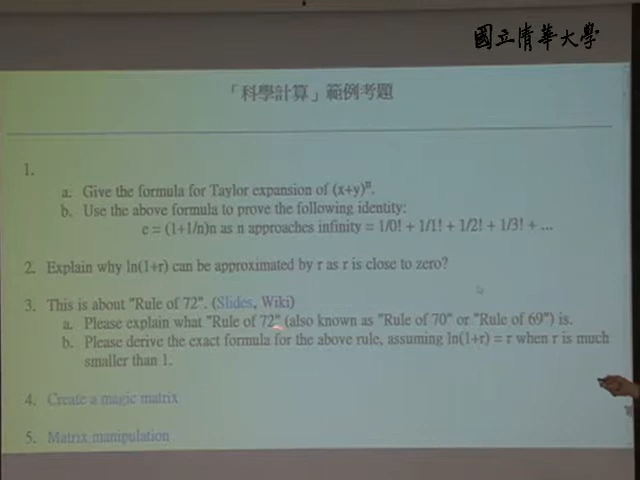 國立清華大學
「科學計算」範例考題
1.
a. Give the formula for Taylor expansion of (x+y)ⁿ.
b. Use the above formula to prove the following identity:
e = (1+1/n)n as n approaches infinity = 1/0! + 1/1! + 1/2! + 1/3! + ...
2. Explain why ln(1+r) can be approximated by r as r is close to zero?
3. This is about "Rule of 72". (Slides, Wiki)
a. Please explain what "Rule of 72" (also known as "Rule of 70" or "Rule of 69") is.
b. Please derive the exact formula for the above rule, assuming ln(1+r) = r when r is much
smaller than 1.
4. Create a magic matrix
5. Matrix manipulation